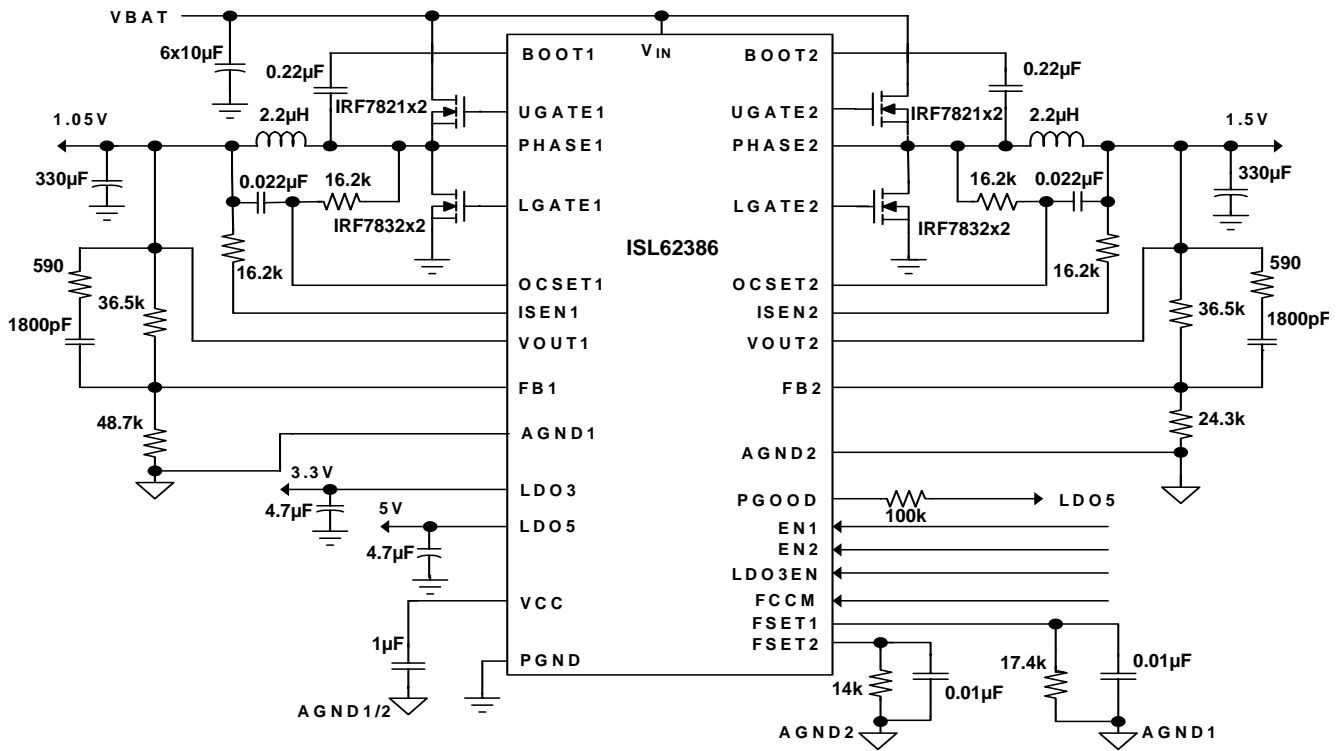 VBAT
6x10µF
BOOT1
VIN
BOOT2
0.22µF
0.22µF
IRF7821x2
UGATE1
UGATE2
IRF7821x2
1.05V
2.2µH
PHASE1
PHASE2
2.2µH
1.5V
330µF
0.022µF
16.2k
16.2k
0.022µF
330µF
IRF7832x2
LGATE1
LGATE2
IRF7832x2
ISL62386
16.2k
16.2k
590
OCSET1
OCSET2
590
36.5k
ISEN1
ISEN2
36.5k
1800pF
VOUT1
VOUT2
1800pF
FB1
FB2
48.7k
24.3k
AGND1
AGND2
3.3V
LDO3
PGOOD
100k
LDO5
4.7µF
5V
LDO5
EN1
4.7µF
EN2
LDO3EN
VCC
FCCM
FSET1
1µF
FSET2
PGND
14k
0.01µF
17.4k
0.01µF
AGND1/2
AGND2
AGND1